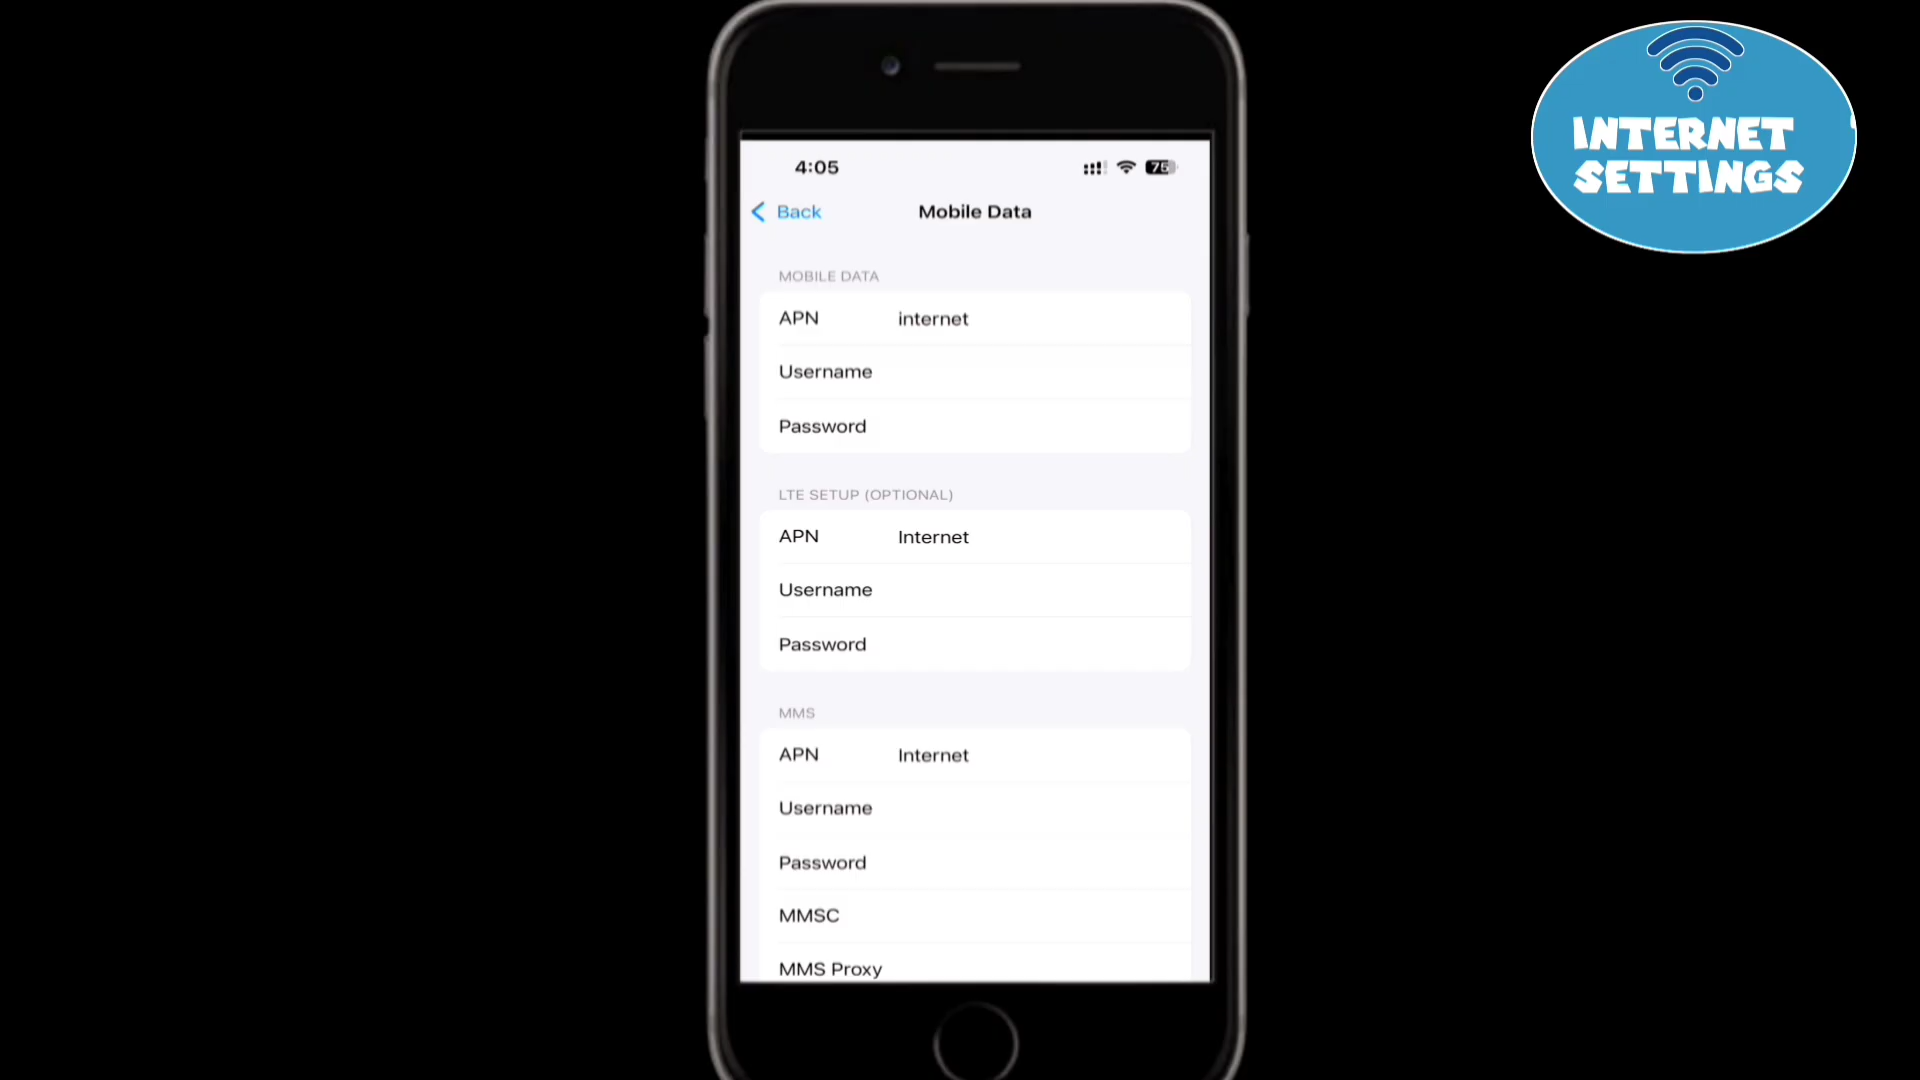 INTERNET
SETTINGS
4:05
75
Back
Mobile Data
MOBILE DATA
APN internet
Username
Password
LTE SETUP (OPTIONAL)
APN Internet
Username
Password
MMS
APN Internet
Username
Password
MMSC
MMS Proxy